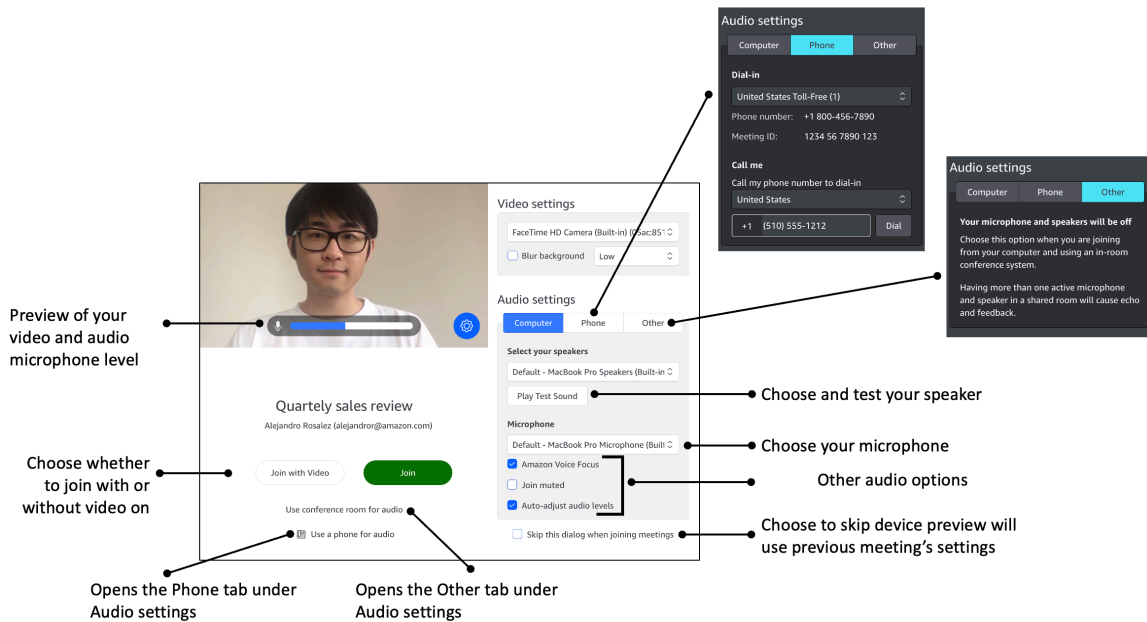 Audio settings
Computer
Phone
Other
Dial-in
United States Toll-Free (1)
Phone number: +1 800-456-7890
Meeting ID: 1234 56 7890 123
Call me
Call my phone number to dial-in
United States
+1 (510) 555-1212
Dial
Audio settings
Computer
Phone
Other
Your microphone and speakers will be off
Choose this option when you are joining
from your computer and using an in-room
conference system.
Having more than one active microphone
and speaker in a shared room will cause echo
and feedback.
Video settings
FaceTime HD Camera (Built-in) (05ac:851
Blur background
Low
Audio settings
Computer
Phone
Other
Select your speakers
Default - MacBook Pro Speakers (Built-in
Play Test Sound
Microphone
Default - MacBook Pro Microphone (Buil
Amazon Voice Focus
Join muted
Auto-adjust audio levels
Skip this dialog when joining meetings
Preview of your
video and audio
microphone level
Quartely sales review
Alejandro Rosalez (alejandror@amazon.com)
Join with Video
Join
Use conference room for audio
Use a phone for audio
Choose whether
to join with or
without video on
Choose and test your speaker
Choose your microphone
Other audio options
Choose to skip device preview will
use previous meeting's settings
Opens the Phone tab under
Audio settings
Opens the Other tab under
Audio settings